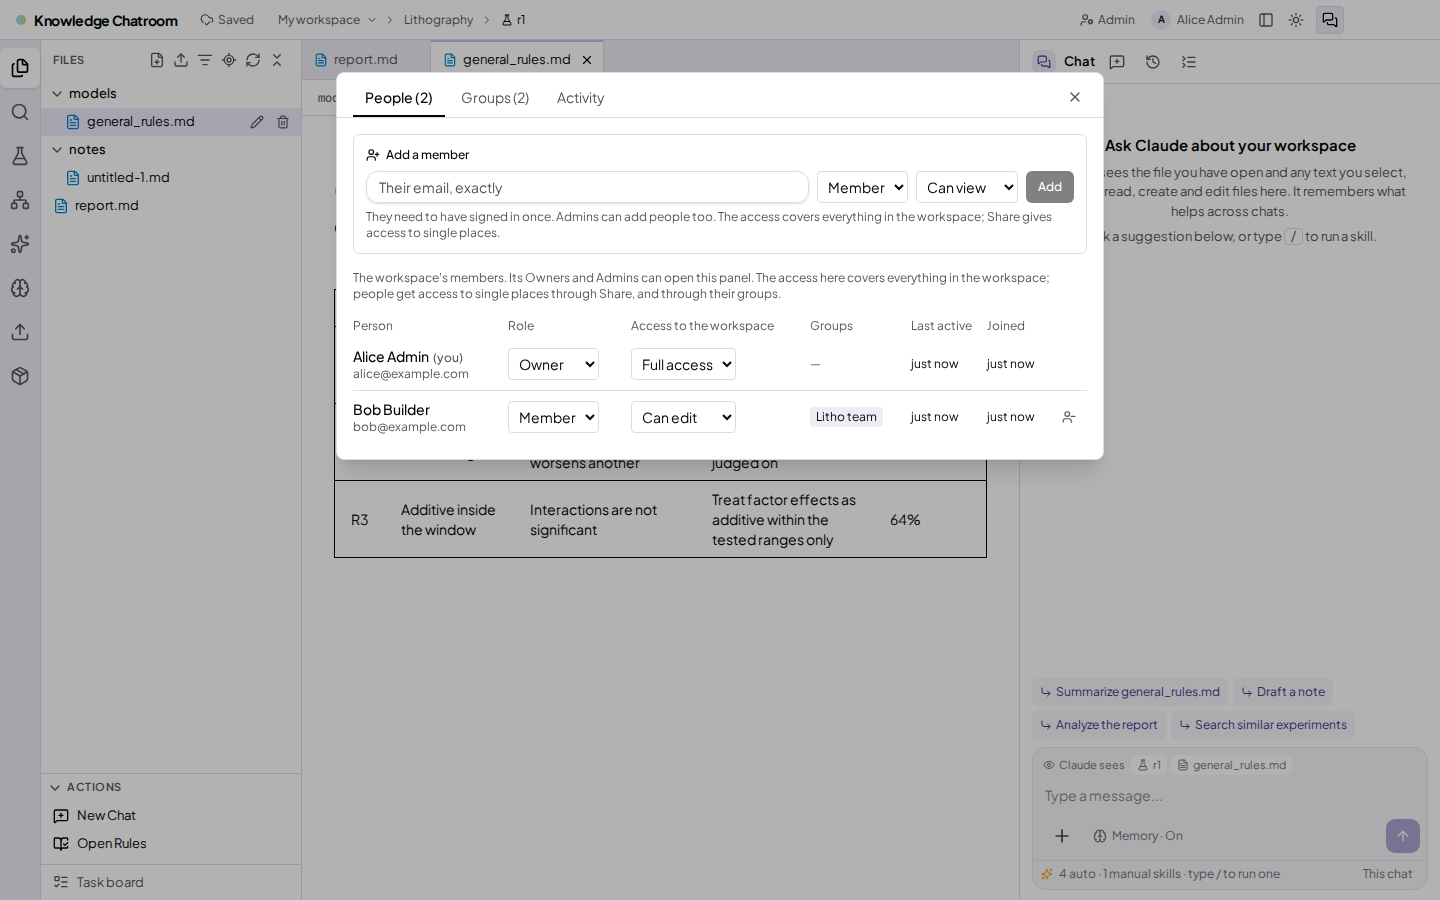 Knowledge Chatroom Saved My workspace Lithography r1 Admin A Alice Admin
FILES
models
general_rules.md
notes
untitled-1.md
report.md
ACTIONS
New Chat
Open Rules
Task board
report.md general_rules.md
People (2) Groups (2) Activity
Add a member
Their email, exactly Member Can view Add
They need to have signed in once. Admins can add people too. The access covers everything in the workspace; Share gives
access to single places.
The workspace's members. Its Owners and Admins can open this panel. The access here covers everything in the workspace;
people get access to single places through Share, and through their groups.
Person Role Access to the workspace Groups Last active Joined
Alice Admin (you) Owner Full access — just now just now
alice@example.com
Bob Builder Member Can edit Litho team just now just now
bob@example.com
worsens another judged on
R3 Additive inside the window Interactions are not significant Treat factor effects as additive within the tested ranges only 64%
Chat
Ask Claude about your workspace
sees the file you have open and any text you select,
read, create and edit files here. It remembers what
helps across chats.
a suggestion below, or type / to run a skill.
Summarize general_rules.md Draft a note
Analyze the report Search similar experiments
Claude sees r1 general_rules.md
Type a message...
Memory · On
4 auto · 1 manual skills · type / to run one This chat